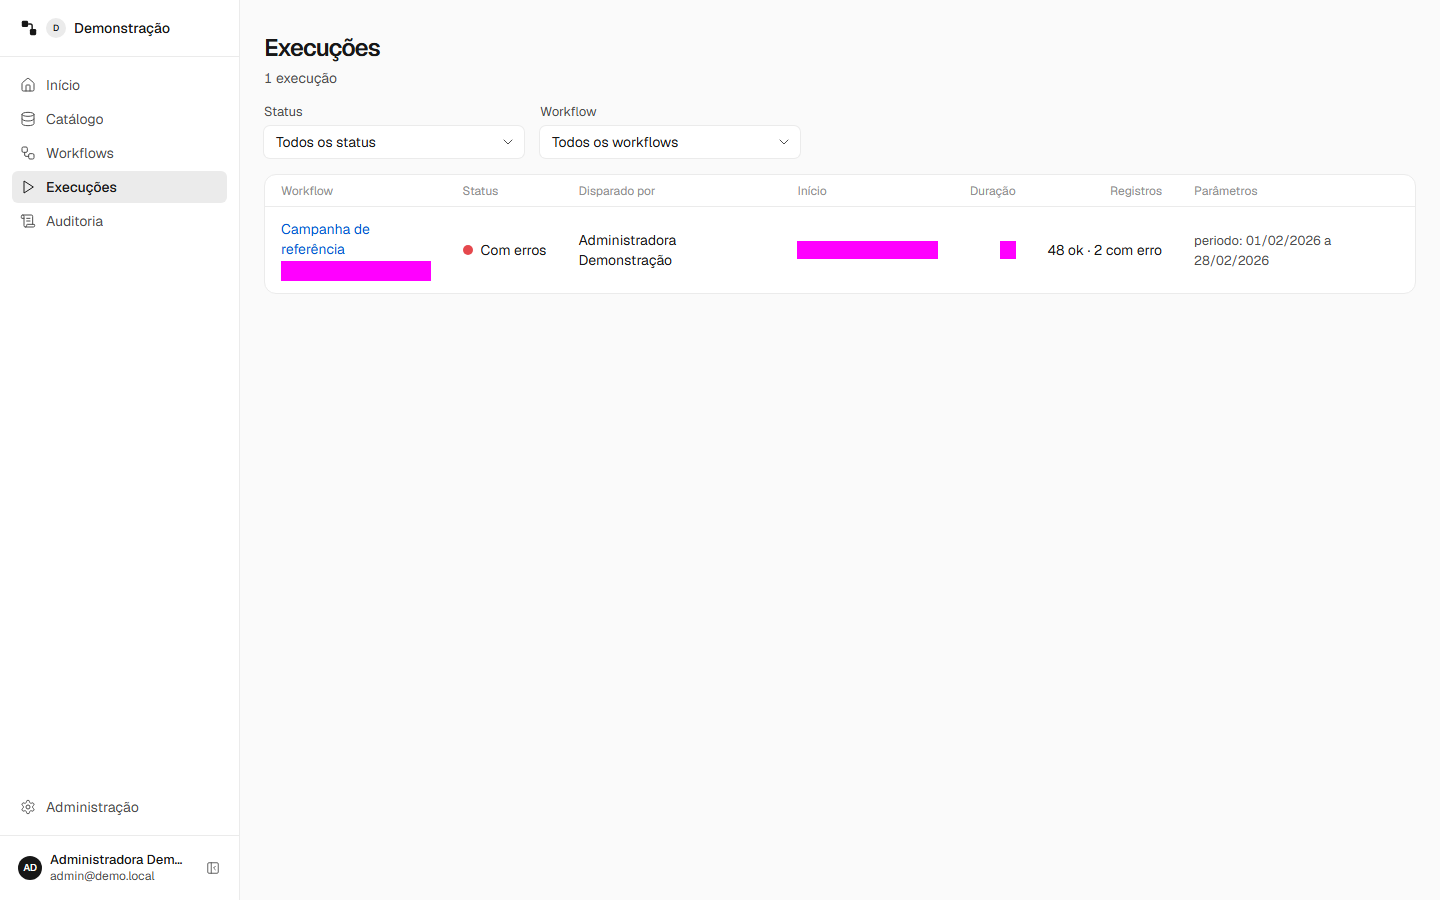 D Demonstração
Início
Catálogo
Workflows
Execuções
Auditoria
Administração
AD
Administradora Dem...
admin@demo.local
Execuções
1 execução
Status
Workflow
Todos os status
Todos os workflows
Workflow Status Disparado por Início Duração Registros Parâmetros
Campanha de
referência
Com erros
Administradora
Demonstração
48 ok · 2 com erro
periodo: 01/02/2026 a
28/02/2026